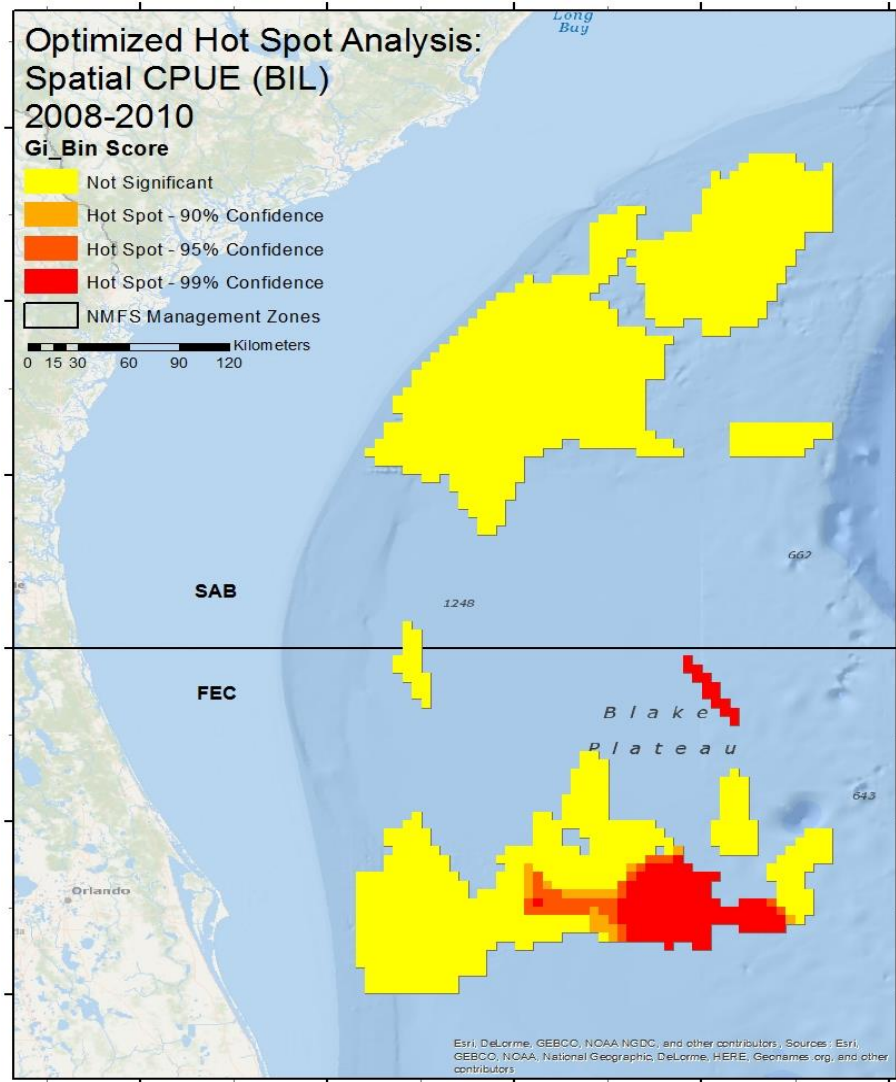 Long
Bay
Optimized Hot Spot Analysis:
Spatial CPUE (BIL)
2008-2010
Gi_Bin Score
Not Significant
Hot Spot - 90% Confidence
Hot Spot - 95% Confidence
Hot Spot - 99% Confidence
NMFS Management Zones
Kilometers
0 15 30 60 90 120
662
SAB
1248
FEC
Blake
Plateau
643
Orlando
Esri, DeLorme, GEBCO, NOAA NGDC, and other contributors, Sources: Esri,
GEBCO, NOAA, National Geographic, DeLorme, HERE, Geonames.org, and other
contributors